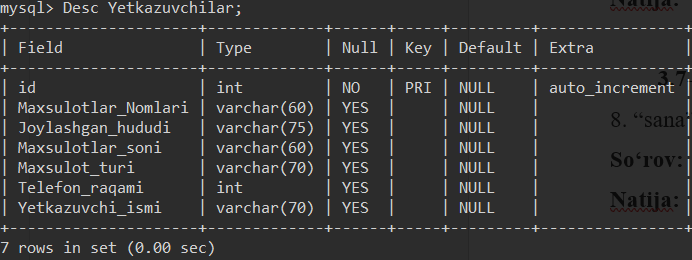 mysql> Desc Yetkazuvchilar;
+---------------------+-------------+------+-----+---------+----------------+
| Field | Type | Null | Key | Default | Extra |
+---------------------+-------------+------+-----+---------+----------------+
| id | int | NO | PRI | NULL | auto_increment |
| Maxsulotlar_Nomlari | varchar(60) | YES | | NULL | |
| Joylashgan_hududi | varchar(75) | YES | | NULL | |
| Maxsulotlar_soni | varchar(60) | YES | | NULL | |
| Maxsulot_turi | varchar(70) | YES | | NULL | |
| Telefon_raqami | int | YES | | NULL | |
| Yetkazuvchi_ismi | varchar(70) | YES | | NULL | |
+---------------------+-------------+------+-----+---------+----------------+
7 rows in set (0.00 sec)
Natija:
3.7
8. “sana
So‘rov:
Natija: